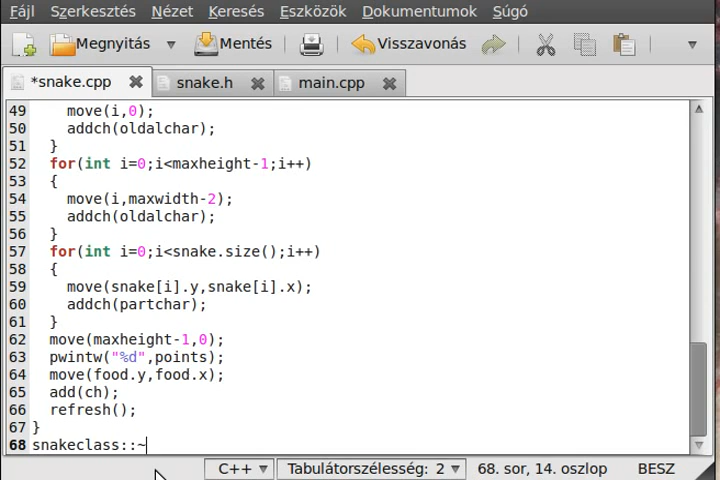 Fájl Szerkesztés Nézet Keresés Eszközök Dokumentumok Súgó
Megnyitás Mentés Visszavonás
*snake.cpp snake.h main.cpp
49 move(i,0);
50 addch(oldalchar);
51 }
52 for(int i=0;i<maxheight-1;i++)
53 {
54 move(i,maxwidth-2);
55 addch(oldalchar);
56 }
57 for(int i=0;i<snake.size();i++)
58 {
59 move(snake[i].y,snake[i].x);
60 addch(partchar);
61 }
62 move(maxheight-1,0);
63 pwintw("%d",points);
64 move(food.y,food.x);
65 add(ch);
66 refresh();
67 }
68 snakeclass::~
C++ Tabulátorszélesség: 2 68. sor, 14. oszlop BESZ